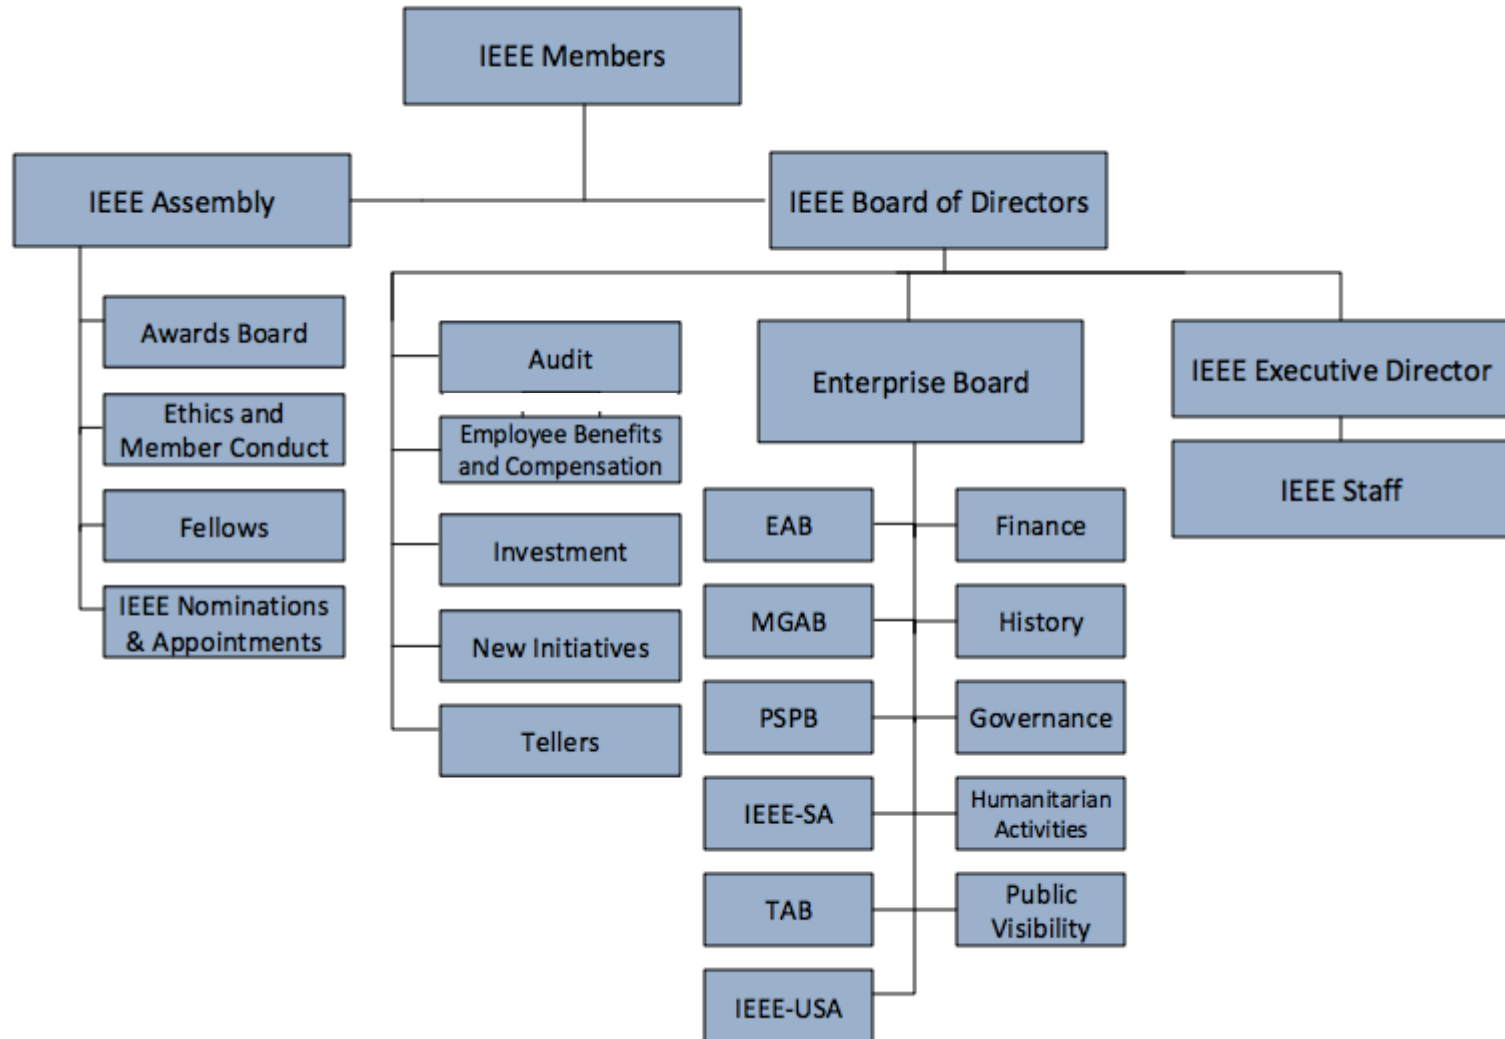 IEEE Members
IEEE Assembly
IEEE Board of Directors
Awards Board
Ethics and
Member Conduct
Fellows
IEEE Nominations
& Appointments
Audit
Employee Benefits
and Compensation
Investment
New Initiatives
Tellers
Enterprise Board
EAB
MGAB
PSPB
IEEE-SA
TAB
IEEE-USA
Finance
History
Governance
Humanitarian
Activities
Public
Visibility
IEEE Executive Director
IEEE Staff